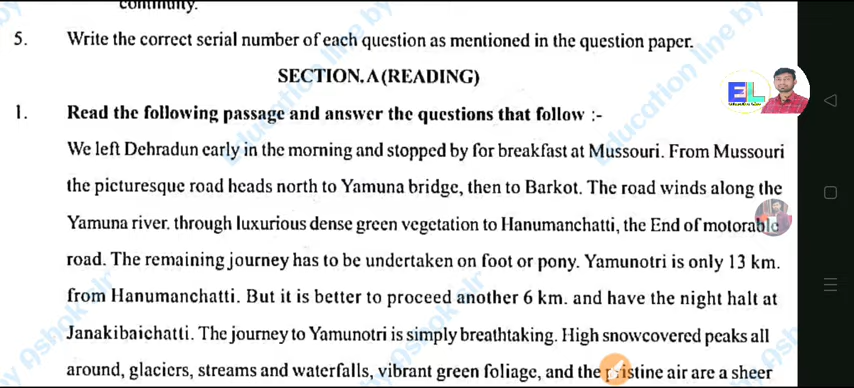 continuity.
5. Write the correct serial number of each question as mentioned in the question paper.
SECTION.A(READING)
EL
1. Read the following passage and answer the questions that follow :-
We left Dehradun early in the morning and stopped by for breakfast at Mussouri. From Mussouri
the picturesque road heads north to Yamuna bridge, then to Barkot. The road winds along the
Yamuna river. through luxurious dense green vegetation to Hanumanchatti, the End of motorable
road. The remaining journey has to be undertaken on foot or pony. Yamunotri is only 13 km.
from Hanumanchatti. But it is better to proceed another 6 km. and have the night halt at
Janakibaichatti. The journey to Yamunotri is simply breathtaking. High snowcovered peaks all
around, glaciers, streams and waterfalls, vibrant green foliage, and the pristine air are a sheer